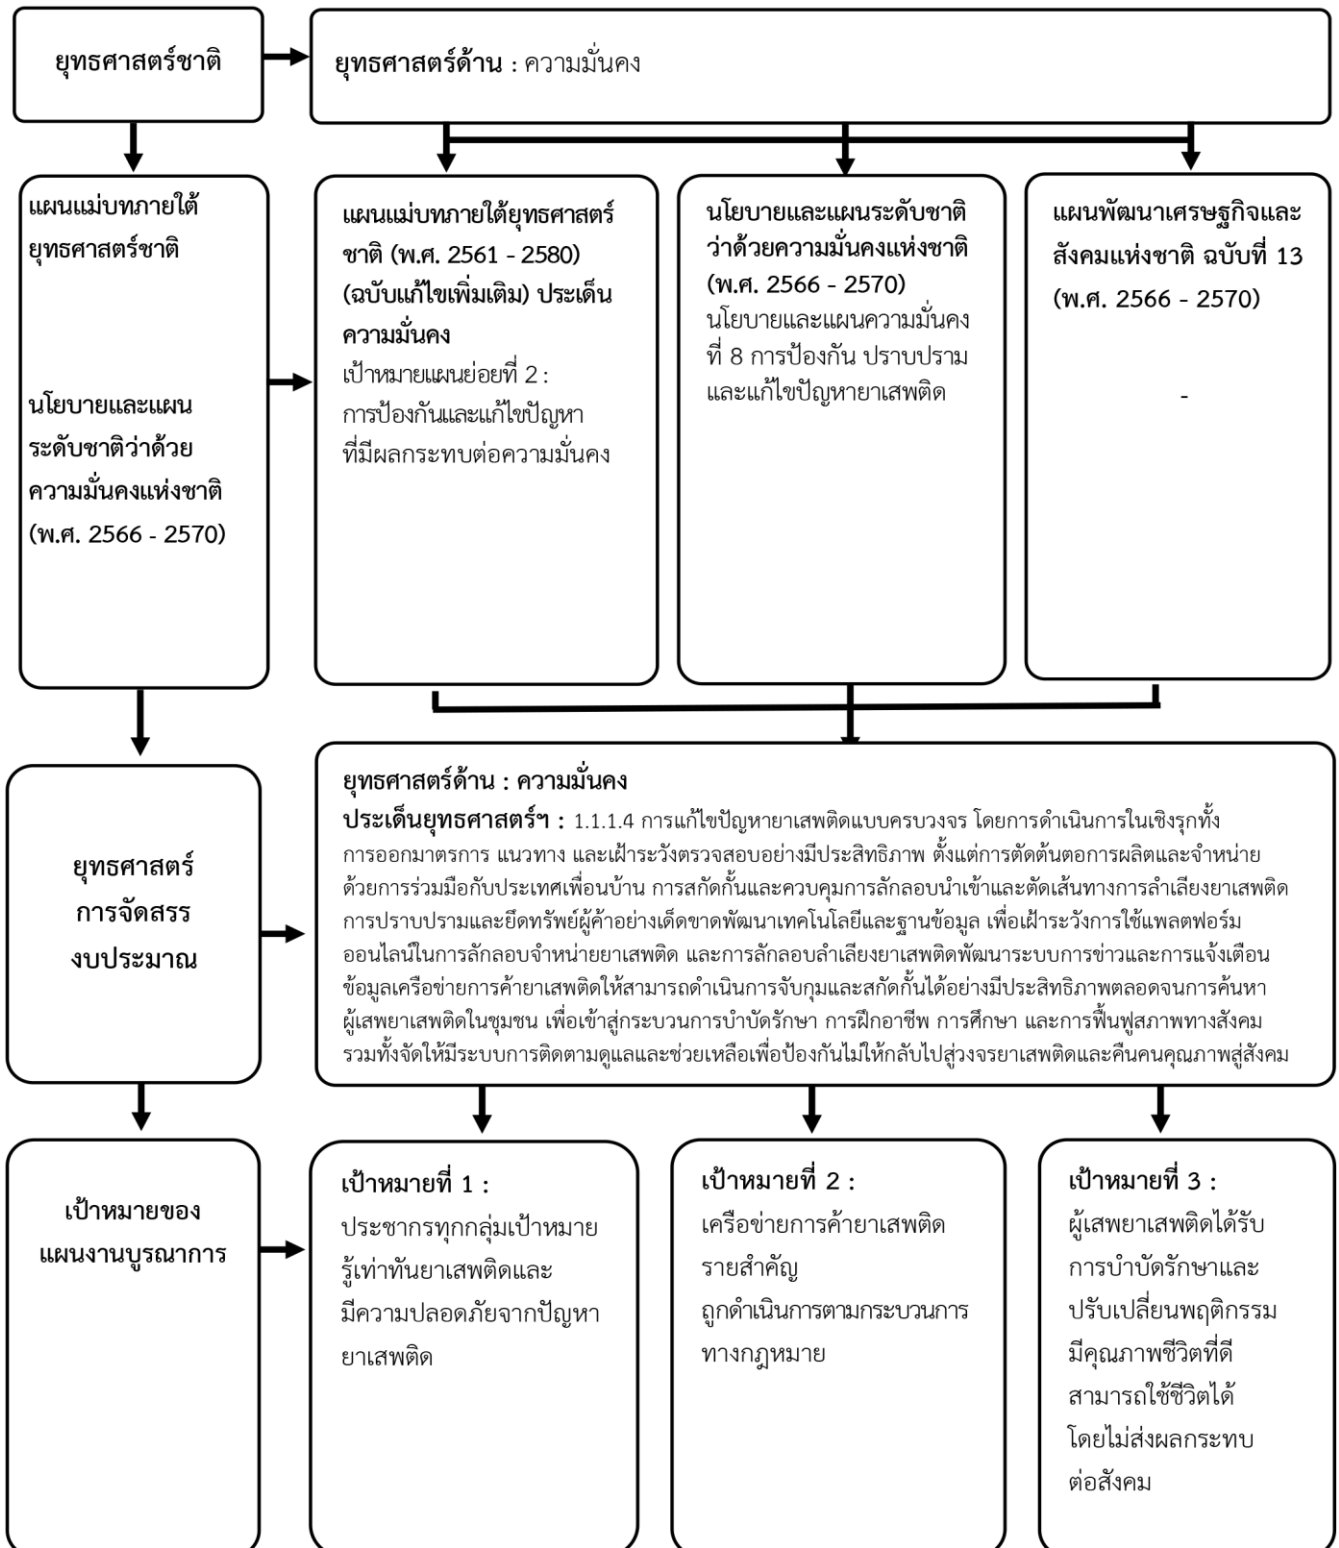 ยุทธศาสตร์ชาติ
ยุทธศาสตร์ด้าน : ความมั่นคง
แผนแม่บทภายใต้
ยุทธศาสตร์ชาติ
นโยบายและแผน
ระดับชาติว่าด้วย
ความมั่นคงแห่งชาติ
(พ.ศ. 2566 - 2570)
แผนแม่บทภายใต้ยุทธศาสตร์
ชาติ (พ.ศ. 2561 - 2580)
(ฉบับแก้ไขเพิ่มเติม) ประเด็น
ความมั่นคง
เป้าหมายแผนย่อยที่ 2 :
การป้องกันและแก้ไขปัญหา
ที่มีผลกระทบต่อความมั่นคง
นโยบายและแผนระดับชาติ
ว่าด้วยความมั่นคงแห่งชาติ
(พ.ศ. 2566 - 2570)
นโยบายและแผนความมั่นคง
ที่ 8 การป้องกัน ปราบปราม
และแก้ไขปัญหายาเสพติด
แผนพัฒนาเศรษฐกิจและ
สังคมแห่งชาติ ฉบับที่ 13
(พ.ศ. 2566 - 2570)
-
ยุทธศาสตร์
การจัดสรร
งบประมาณ
ยุทธศาสตร์ด้าน : ความมั่นคง
ประเด็นยุทธศาสตร์ฯ : 1.1.1.4 การแก้ไขปัญหายาเสพติดแบบครบวงจร โดยการดำเนินการในเชิงรุกทั้ง
การออกมาตรการ แนวทาง และเฝ้าระวังตรวจสอบอย่างมีประสิทธิภาพ ตั้งแต่การตัดต้นตอการผลิตและจำหน่าย
ด้วยการร่วมมือกับประเทศเพื่อนบ้าน การสกัดกั้นและควบคุมการลักลอบนำเข้าและตัดเส้นทางการลำเลียงยาเสพติด
การปราบปรามและยึดทรัพย์ผู้ค้าอย่างเด็ดขาดพัฒนาเทคโนโลยีและฐานข้อมูล เพื่อเฝ้าระวังการใช้แพลตฟอร์ม
ออนไลน์ในการลักลอบจำหน่ายยาเสพติด และการลักลอบลำเลียงยาเสพติดพัฒนาระบบการข่าวและการแจ้งเตือน
ข้อมูลเครือข่ายการค้ายาเสพติดให้สามารถดำเนินการจับกุมและสกัดกั้นได้อย่างมีประสิทธิภาพตลอดจนการค้นหา
ผู้เสพยาเสพติดในชุมชน เพื่อเข้าสู่กระบวนการบำบัดรักษา การฝึกอาชีพ การศึกษา และการฟื้นฟูสภาพทางสังคม
รวมทั้งจัดให้มีระบบการติดตามดูแลและช่วยเหลือเพื่อป้องกันไม่ให้กลับไปสู่วงจรยาเสพติดและคืนคนคุณภาพสู่สังคม
เป้าหมายของ
แผนงานบูรณาการ
เป้าหมายที่ 1 :
ประชากรทุกกลุ่มเป้าหมาย
รู้เท่าทันยาเสพติดและ
มีความปลอดภัยจากปัญหา
ยาเสพติด
เป้าหมายที่ 2 :
เครือข่ายการค้ายาเสพติด
รายสำคัญ
ถูกดำเนินการตามกระบวนการ
ทางกฎหมาย
เป้าหมายที่ 3 :
ผู้เสพยาเสพติดได้รับ
การบำบัดรักษาและ
ปรับเปลี่ยนพฤติกรรม
มีคุณภาพชีวิตที่ดี
สามารถใช้ชีวิตได้
โดยไม่ส่งผลกระทบ
ต่อสังคม